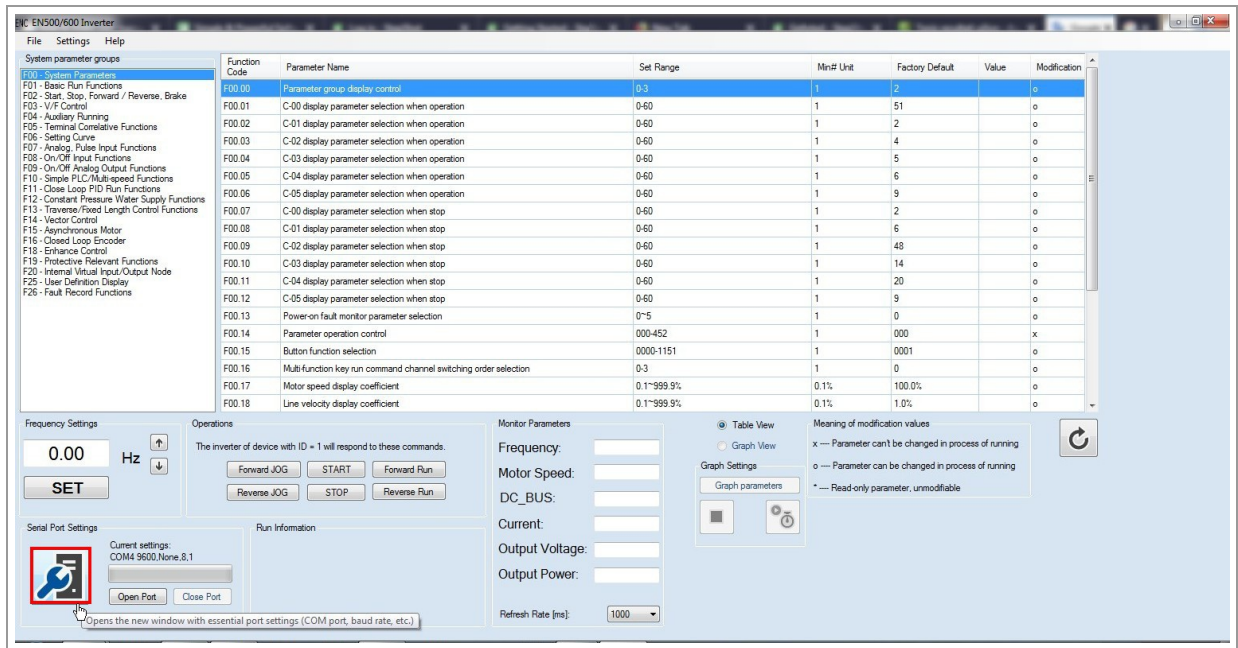 ENC EN500/600 Inverter
File Settings Help
System parameter groups
F00 - System Parameters
F01 - Basic Run Functions
F02 - Start, Stop, Forward / Reverse, Brake
F03 - V/F Control
F04 - Auxliary Running
F05 - Terminal Correlative Functions
F06 - Setting Curve
F07 - Analog, Pulse Input Functions
F08 - On/Off Input Functions
F09 - On/Off Analog Output Functions
F10 - Simple PLC/Multi-speed Functions
F11 - Close Loop PID Run Functions
F12 - Constant Pressure Water Supply Functions
F13 - Traverse/Fixed Length Control Functions
F14 - Vector Control
F15 - Asynchronous Motor
F16 - Closed Loop Encoder
F18 - Enhance Control
F19 - Protective Relevant Functions
F20 - Internal Virtual Input/Output Node
F25 - User Definition Display
F26 - Fault Record Functions
Function Code Parameter Name Set Range Min# Unit Factory Default Value Modification
F00.00 Parameter group display control 0-3 1 2 o
F00.01 C-00 display parameter selection when operation 0-60 1 51 o
F00.02 C-01 display parameter selection when operation 0-60 1 2 o
F00.03 C-02 display parameter selection when operation 0-60 1 4 o
F00.04 C-03 display parameter selection when operation 0-60 1 5 o
F00.05 C-04 display parameter selection when operation 0-60 1 6 o
F00.06 C-05 display parameter selection when operation 0-60 1 9 o
F00.07 C-00 display parameter selection when stop 0-60 1 2 o
F00.08 C-01 display parameter selection when stop 0-60 1 6 o
F00.09 C-02 display parameter selection when stop 0-60 1 48 o
F00.10 C-03 display parameter selection when stop 0-60 1 14 o
F00.11 C-04 display parameter selection when stop 0-60 1 20 o
F00.12 C-05 display parameter selection when stop 0-60 1 9 o
F00.13 Power-on fault monitor parameter selection 0~5 1 0 o
F00.14 Parameter operation control 000-452 1 000 x
F00.15 Button function selection 0000-1151 1 0001 o
F00.16 Multi-function key run command channel switching order selection 0-3 1 0 o
F00.17 Motor speed display coefficient 0.1~999.9% 0.1% 100.0% o
F00.18 Line velocity display coefficient 0.1~999.9% 0.1% 1.0% o
Frequency Settings
0.00 Hz
SET
Operations
The inverter of device with ID = 1 will respond to these commands.
Forward JOG START Forward Run
Reverse JOG STOP Reverse Run
Serial Port Settings
Current settings:
COM4 9600,None,8,1
Open Port Close Port
Opens the new window with essential port settings (COM port, baud rate, etc.)
Run Information
Monitor Parameters
Frequency:
Motor Speed:
DC_BUS:
Current:
Output Voltage:
Output Power:
Refresh Rate [ms]: 1000
Table View
Graph View
Graph Settings
Graph parameters
Meaning of modification values
x ---- Parameter can't be changed in process of running
o ---- Parameter can be changed in process of running
* ---- Read-only parameter, unmodifiable